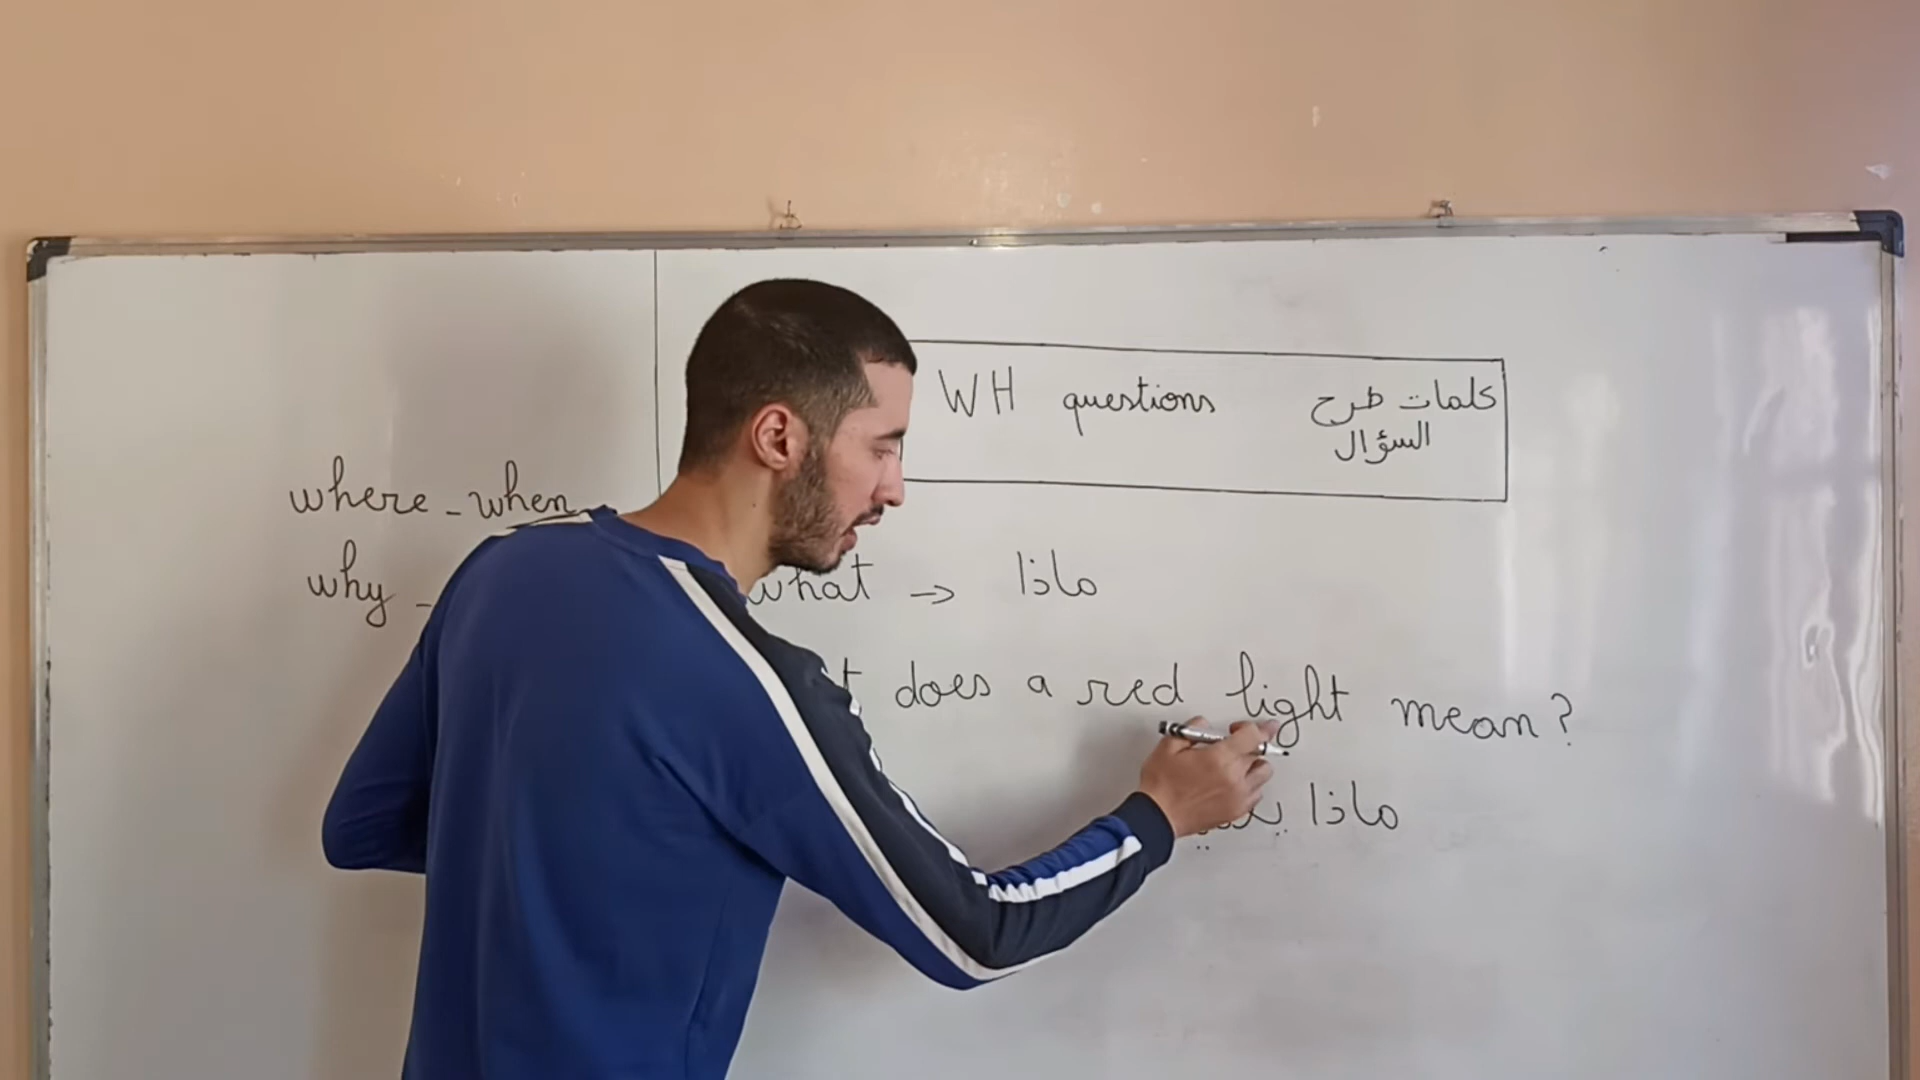 WH questions
كلمات طرح
السؤال
where - when
why -
what → ماذا
does a red light mean?
ماذا